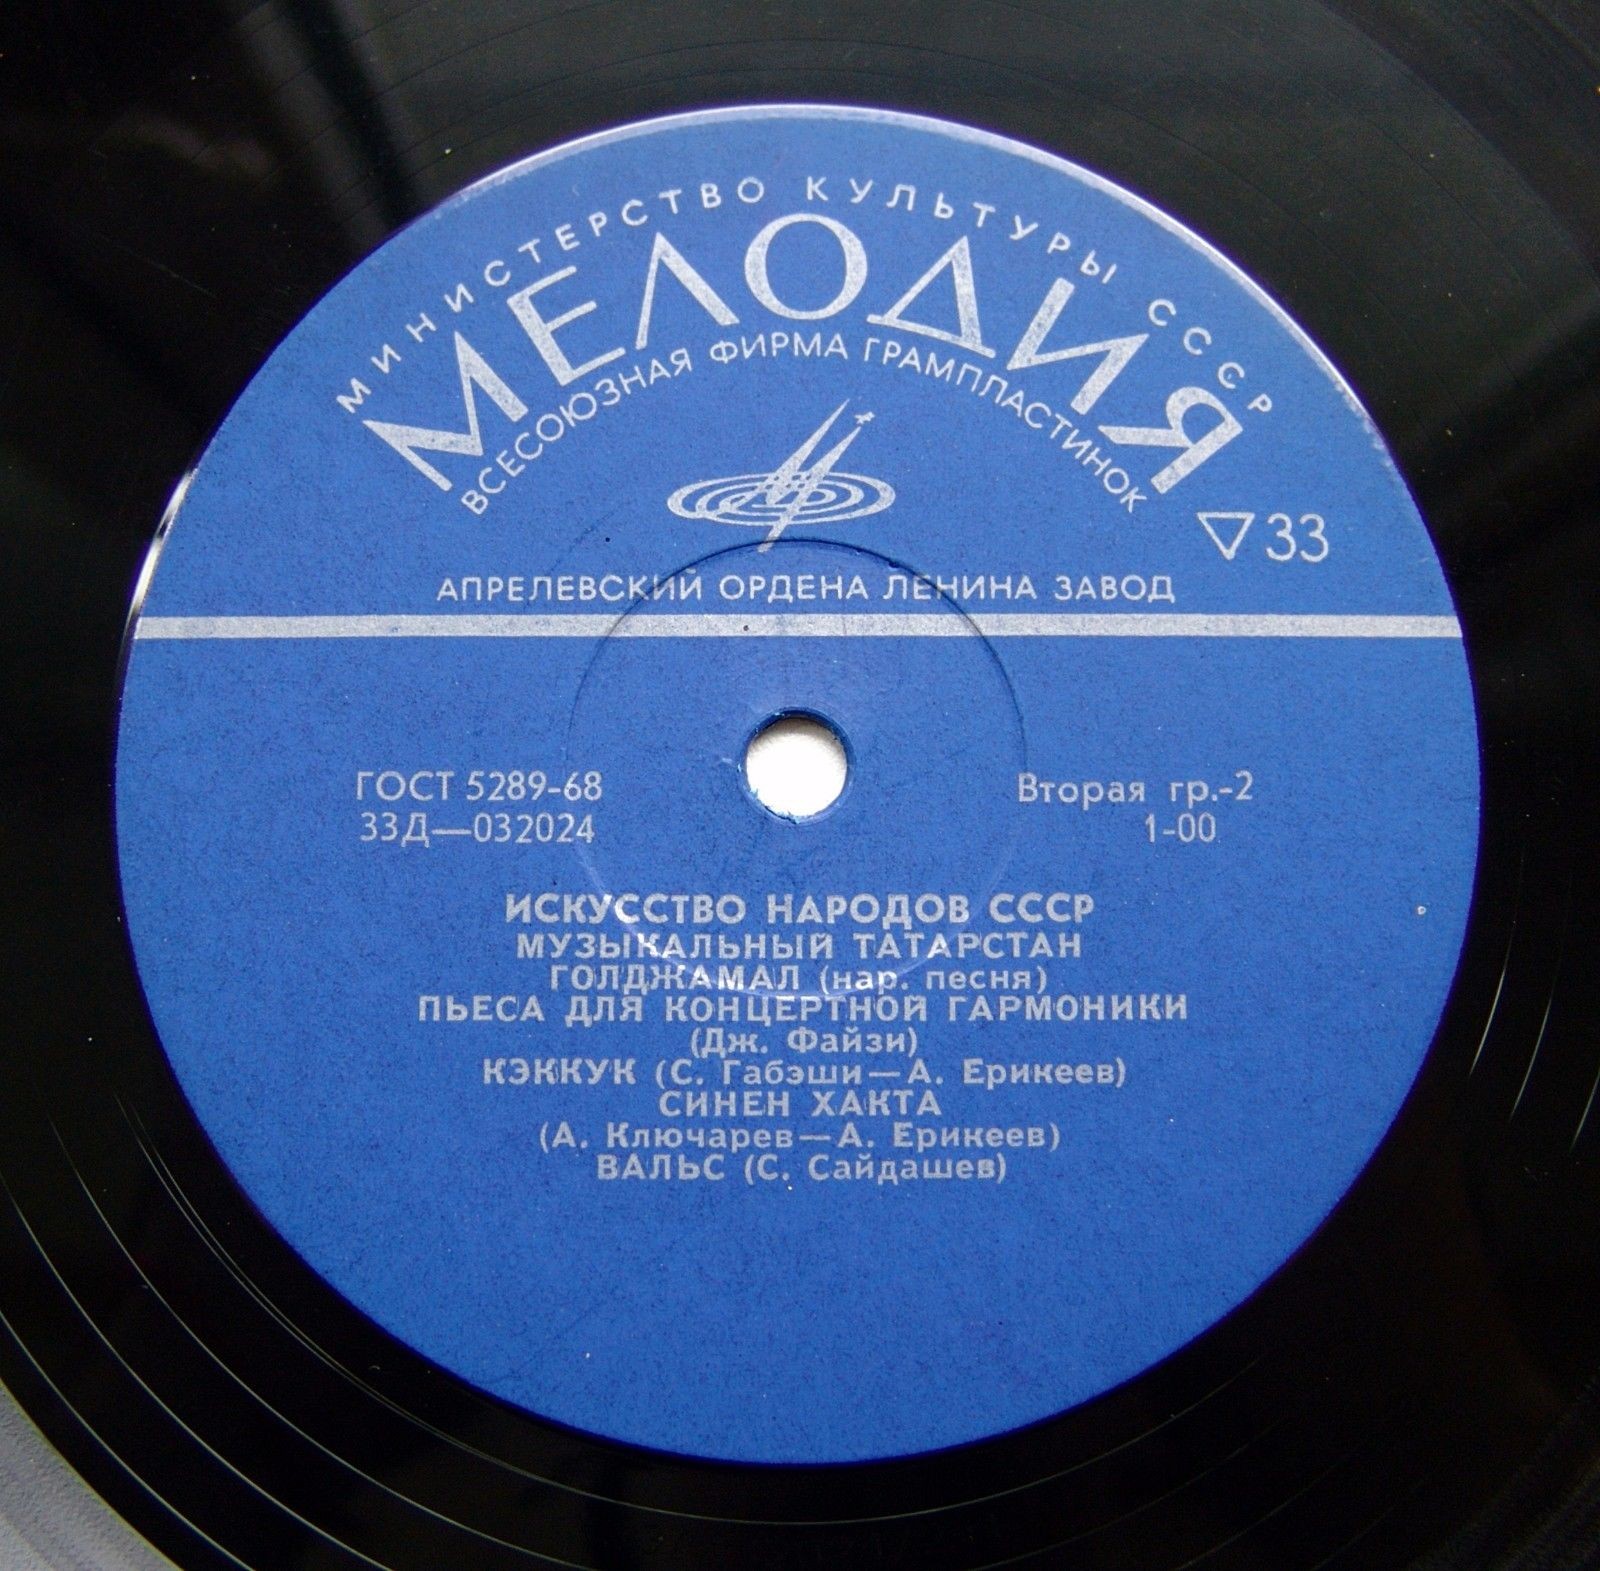 МИНИСТЕРСТВО КУЛЬТУРЫ СССР
МЕЛОДИЯ
ВСЕСОЮЗНАЯ ФИРМА ГРАМПЛАСТИНОК
▽33
АПРЕЛЕВСКИЙ ОРДЕНА ЛЕНИНА ЗАВОД
ГОСТ 5289-68
33Д—032024
Вторая гр.-2
1-00
ИСКУССТВО НАРОДОВ СССР
МУЗЫКАЛЬНЫЙ ТАТАРСТАН
ГОЛДЖАМАЛ (нар. песня)
ПЬЕСА ДЛЯ КОНЦЕРТНОЙ ГАРМОНИКИ
(Дж. Файзи)
КЭККУК (С. Габэши—А. Ерикеев)
СИНЕН ХАКТА
(А. Ключарев—А. Ерикеев)
ВАЛЬС (С. Сайдашев)